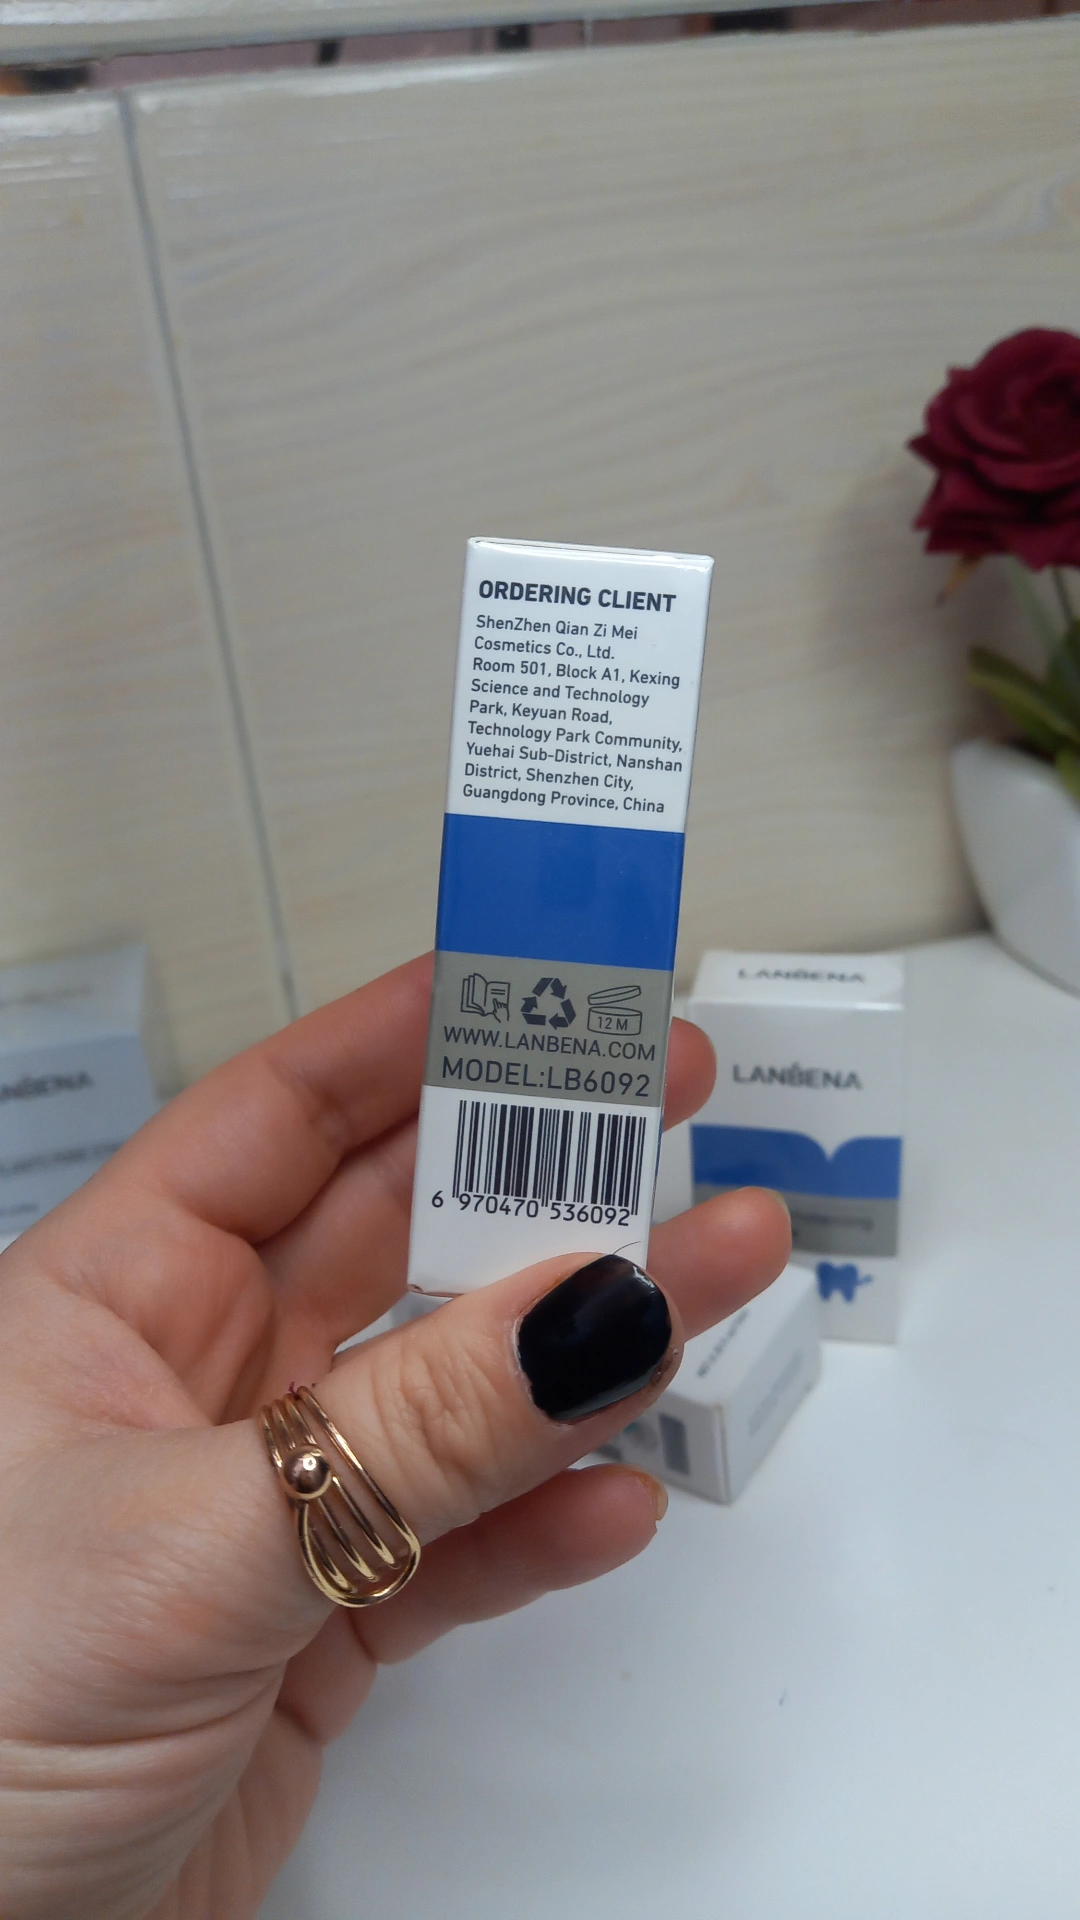 ORDERING CLIENT
ShenZhen Qian Zi Mei
Cosmetics Co., Ltd.
Room 501, Block A1, Kexing
Science and Technology
Park, Keyuan Road,
Technology Park Community,
Yuehai Sub-District, Nanshan
District, Shenzhen City,
Guangdong Province, China
12 M
WWW.LANBENA.COM
MODEL:LB6092
6 970470 536092
LANBENA
LANBENA